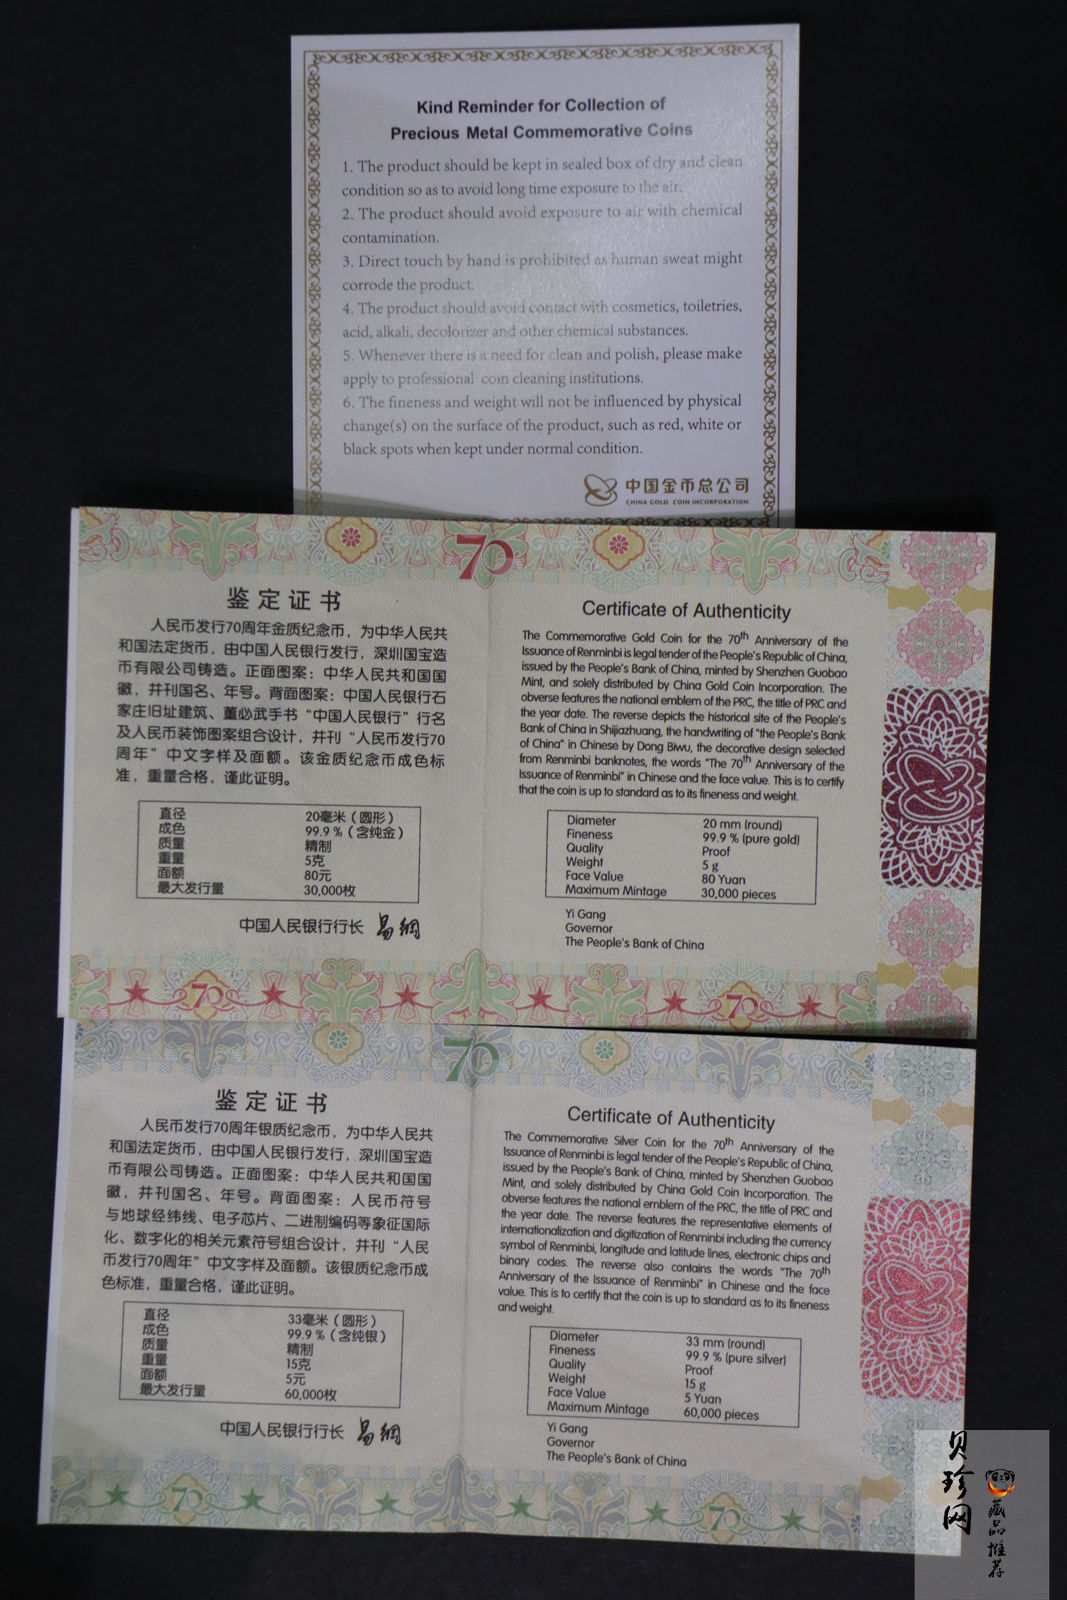 Kind Reminder for Collection of
Precious Metal Commemorative Coins
1. The product should be kept in sealed box of dry and clean
condition so as to avoid long time exposure to the air.
2. The product should avoid exposure to air with chemical
contamination.
3. Direct touch by hand is prohibited as human sweat might
corrode the product.
4. The product should avoid contact with cosmetics, toiletries,
acid, alkali, decolorizer and other chemical substances.
5. Whenever there is a need for clean and polish, please make
apply to professional coin cleaning institutions.
6. The fineness and weight will not be influenced by physical
change(s) on the surface of the product, such as red, white or
black spots when kept under normal condition.
中国金币总公司
CHINA GOLD COIN INCORPORATION
70
鉴定证书
人民币发行70周年金质纪念币，为中华人民共
和国法定货币，由中国人民银行发行，深圳国宝造
币有限公司铸造。正面图案：中华人民共和国国
徽，并刊国名、年号。背面图案：中国人民银行石
家庄旧址建筑、董必武手书“中国人民银行”行名
及人民币装饰图案组合设计，并刊“人民币发行70
周年”中文字样及面额。该金质纪念币成色标
准，重量合格，谨此证明。
直径 20毫米（圆形）
成色 99.9％（含纯金）
质量 精制
重量 5克
面额 80元
最大发行量 30,000枚
中国人民银行行长 易纲
Certificate of Authenticity
The Commemorative Gold Coin for the 70th Anniversary of the
Issuance of Renminbi is legal tender of the People's Republic of China,
issued by the People's Bank of China, minted by Shenzhen Guobao
Mint, and solely distributed by China Gold Coin Incorporation. The
obverse features the national emblem of the PRC, the title of PRC and
the year date. The reverse depicts the historical site of the People's
Bank of China in Shijiazhuang, the handwriting of "the People's Bank
of China" in Chinese by Dong Biwu, the decorative design selected
from Renminbi banknotes, the words "The 70th Anniversary of the
Issuance of Renminbi" in Chinese and the face value. This is to certify
that the coin is up to standard as to its fineness and weight.
Diameter 20 mm (round)
Fineness 99.9 % (pure gold)
Quality Proof
Weight 5 g
Face Value 80 Yuan
Maximum Mintage 30,000 pieces
Yi Gang
Governor
The People's Bank of China
70 70
70
鉴定证书
人民币发行70周年银质纪念币，为中华人民共
和国法定货币，由中国人民银行发行，深圳国宝造
币有限公司铸造。正面图案：中华人民共和国国
徽，并刊国名、年号。背面图案：人民币符号
与地球经纬线、电子芯片、二进制编码等象征国际
化、数字化的相关元素符号组合设计，并刊“人民
币发行70周年”中文字样及面额。该银质纪念币成
色标准，重量合格，谨此证明。
直径 33毫米（圆形）
成色 99.9％（含纯银）
质量 精制
重量 15克
面额 5元
最大发行量 60,000枚
中国人民银行行长 易纲
Certificate of Authenticity
The Commemorative Silver Coin for the 70th Anniversary of the
Issuance of Renminbi is legal tender of the People's Republic of China,
issued by the People's Bank of China, minted by Shenzhen Guobao
Mint, and solely distributed by China Gold Coin Incorporation. The
obverse features the national emblem of the PRC, the title of PRC and
the year date. The reverse features the representative elements of
internationalization and digitization of Renminbi including the currency
symbol of Renminbi, longitude and latitude lines, electronic chips and
binary codes. The reverse also contains the words "The 70th
Anniversary of the Issuance of Renminbi" in Chinese and the face
value. This is to certify that the coin is up to standard as to its fineness
and weight.
Diameter 33 mm (round)
Fineness 99.9 % (pure silver)
Quality Proof
Weight 15 g
Face Value 5 Yuan
Maximum Mintage 60,000 pieces
Yi Gang
Governor
The People's Bank of China
70 70
贝珍网
藏品推荐